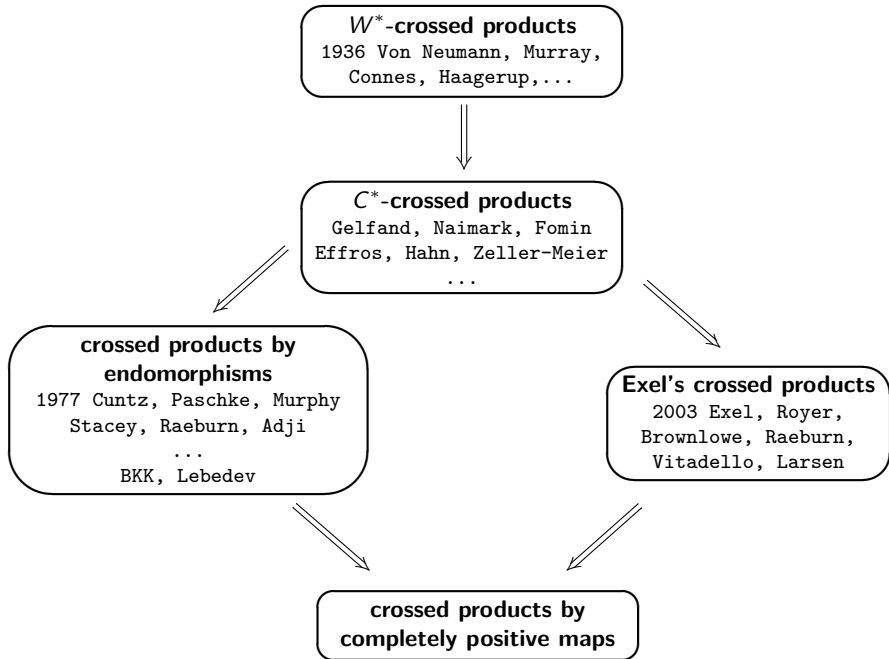 W*-crossed products
1936 Von Neumann, Murray,
Connes, Haagerup,...
C*-crossed products
Gelfand, Naimark, Fomin
Effros, Hahn, Zeller-Meier
...
crossed products by
endomorphisms
1977 Cuntz, Paschke, Murphy
Stacey, Raeburn, Adji
...
BKK, Lebedev
Exel's crossed products
2003 Exel, Royer,
Brownlowe, Raeburn,
Vitadello, Larsen
crossed products by
completely positive maps